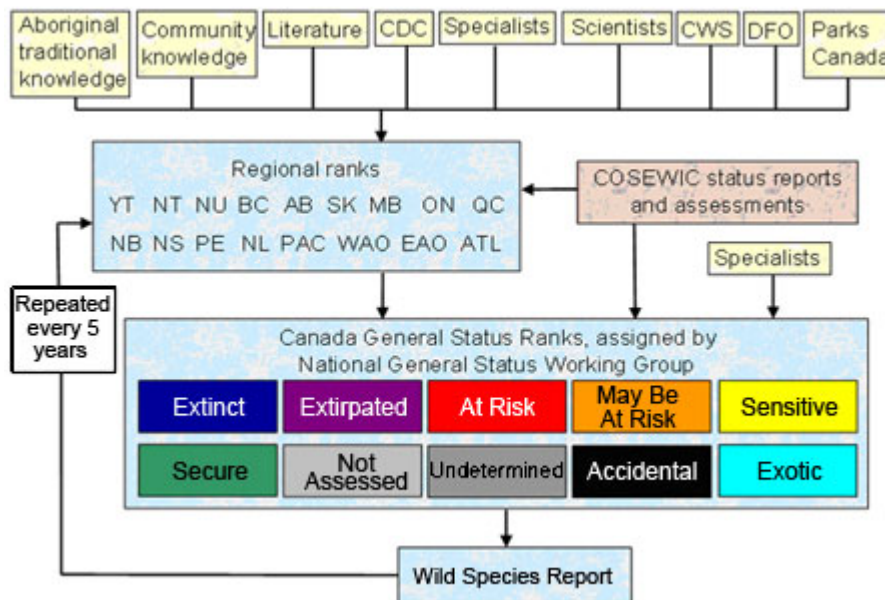 Aboriginal
traditional
knowledge
Community
knowledge
Literature
CDC
Specialists
Scientists
CWS
DFO
Parks
Canada
Regional ranks
YT NT NU BC AB SK MB ON QC
NB NS PE NL PAC WAO EAO ATL
COSEWIC status reports
and assessments
Specialists
Repeated
every 5
years
Canada General Status Ranks, assigned by
National General Status Working Group
Extinct
Extirpated
At Risk
May Be
At Risk
Sensitive
Secure
Not
Assessed
Undetermined
Accidental
Exotic
Wild Species Report